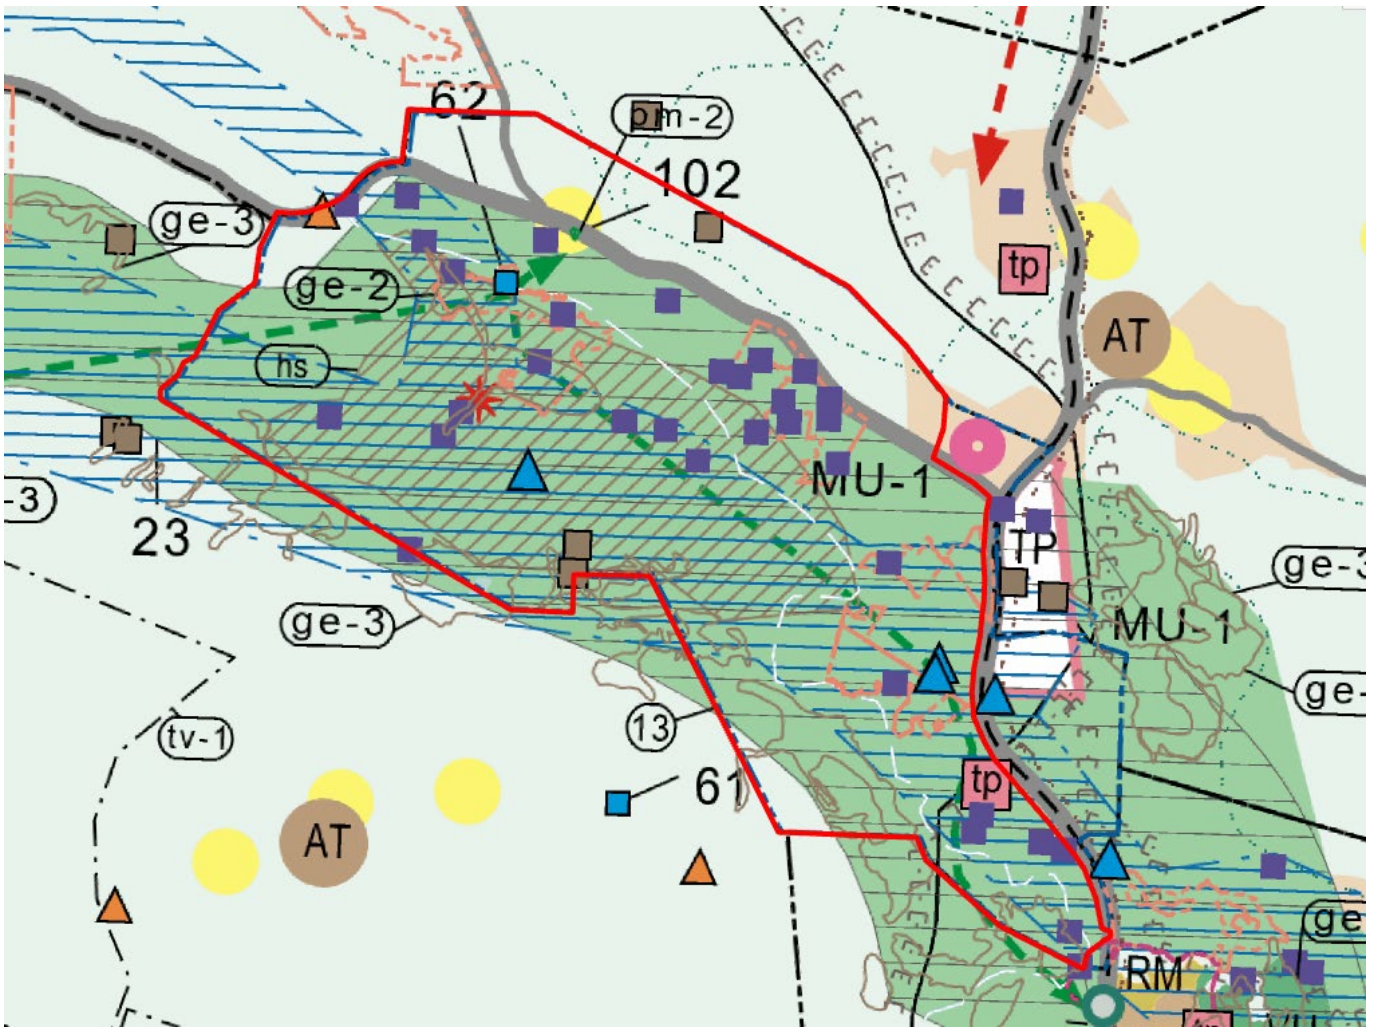 62
pm-2
102
ge-3
tp
ge-2
AT
hs
MU-1
-3
23
TP
ge-3
ge-3
MU-1
ge-
13
tv-1
61
tp
AT
ge
RM